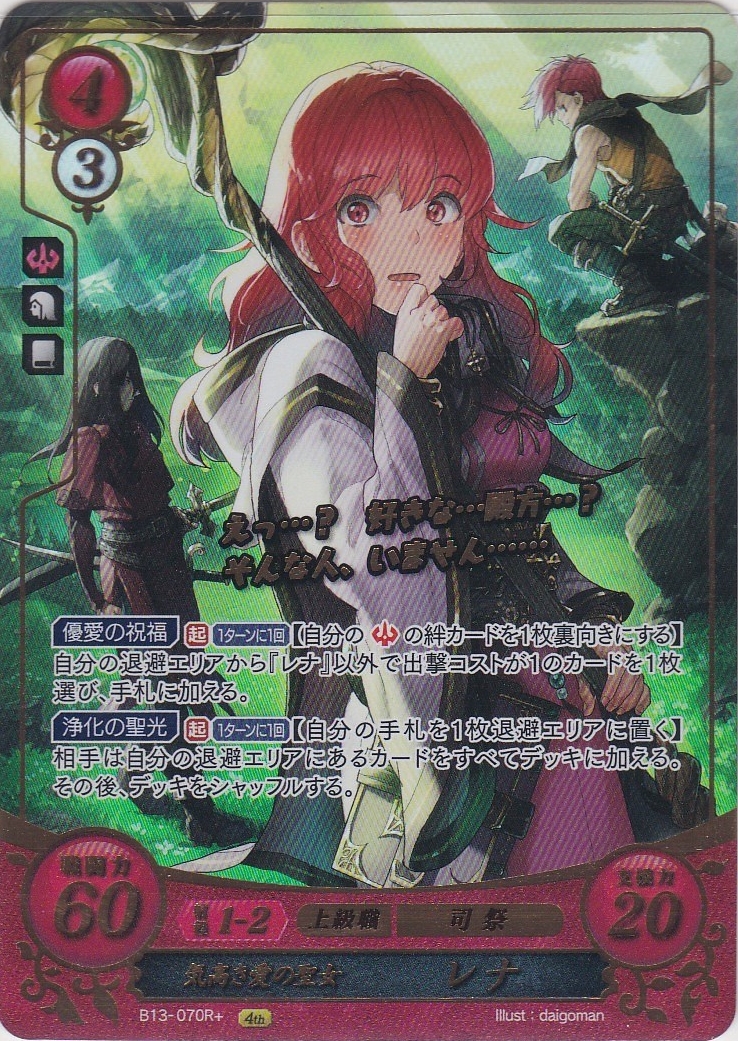 4
3
えっ…？　好きな…殿方…？
そんな人、いません……
優愛の祝福 起 1ターンに1回【自分の の絆カードを1枚裏向きにする】
自分の退避エリアから『レナ』以外で出撃コストが1のカードを1枚
選び、手札に加える。
浄化の聖光 起 1ターンに1回【自分の手札を1枚退避エリアに置く】
相手は自分の退避エリアにあるカードをすべてデッキに加える。
その後、デッキをシャッフルする。
戦闘力
60
射程 1-2 上級職 司祭
支援力
20
気高き愛の聖女 レナ
B13-070R+ 4th Illust : daigoman